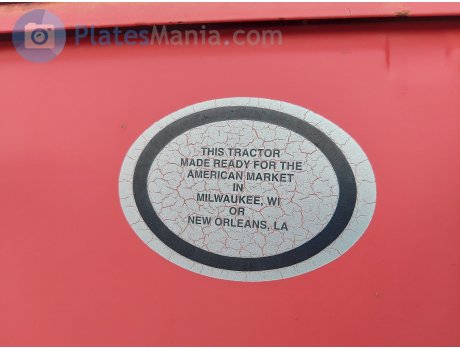 PlatesMania.com
THIS TRACTOR
MADE READY FOR THE
AMERICAN MARKET
IN
MILWAUKEE, WI
OR
NEW ORLEANS, LA